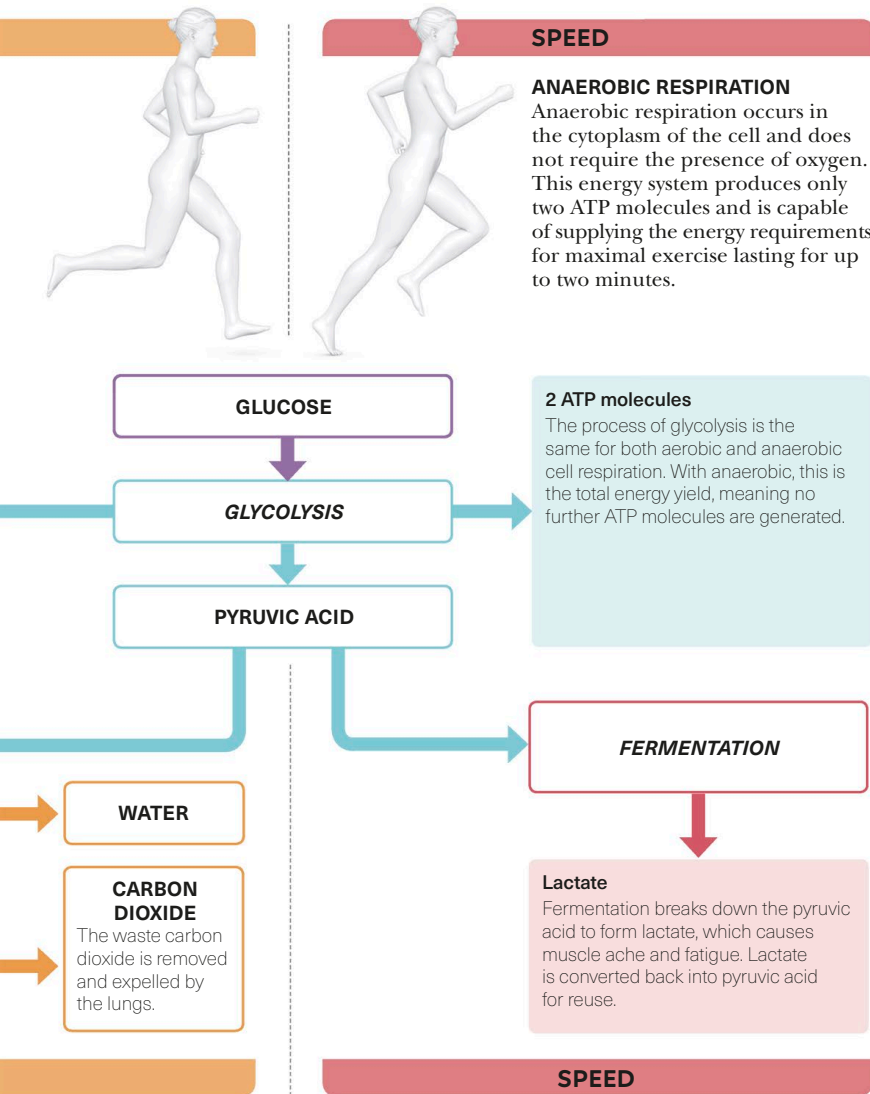 SPEED
ANAEROBIC RESPIRATION
Anaerobic respiration occurs in
the cytoplasm of the cell and does
not require the presence of oxygen.
This energy system produces only
two ATP molecules and is capable
of supplying the energy requirements
for maximal exercise lasting for up
to two minutes.
GLUCOSE
GLYCOLYSIS
PYRUVIC ACID
2 ATP molecules
The process of glycolysis is the
same for both aerobic and anaerobic
cell respiration. With anaerobic, this is
the total energy yield, meaning no
further ATP molecules are generated.
FERMENTATION
WATER
CARBON
DIOXIDE
The waste carbon
dioxide is removed
and expelled by
the lungs.
Lactate
Fermentation breaks down the pyruvic
acid to form lactate, which causes
muscle ache and fatigue. Lactate
is converted back into pyruvic acid
for reuse.
SPEED